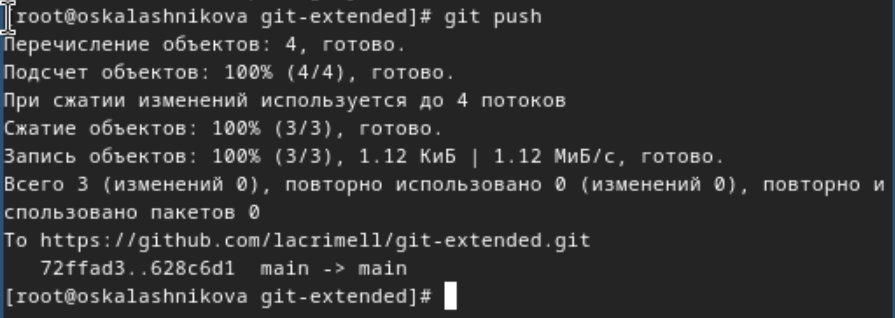 [root@oskalashnikova git-extended]# git push
Перечисление объектов: 4, готово.
Подсчет объектов: 100% (4/4), готово.
При сжатии изменений используется до 4 потоков
Сжатие объектов: 100% (3/3), готово.
Запись объектов: 100% (3/3), 1.12 КиБ | 1.12 МиБ/с, готово.
Всего 3 (изменений 0), повторно использовано 0 (изменений 0), повторно и
спользовано пакетов 0
To https://github.com/lacrimell/git-extended.git
   72ffad3..628c6d1  main -> main
[root@oskalashnikova git-extended]#